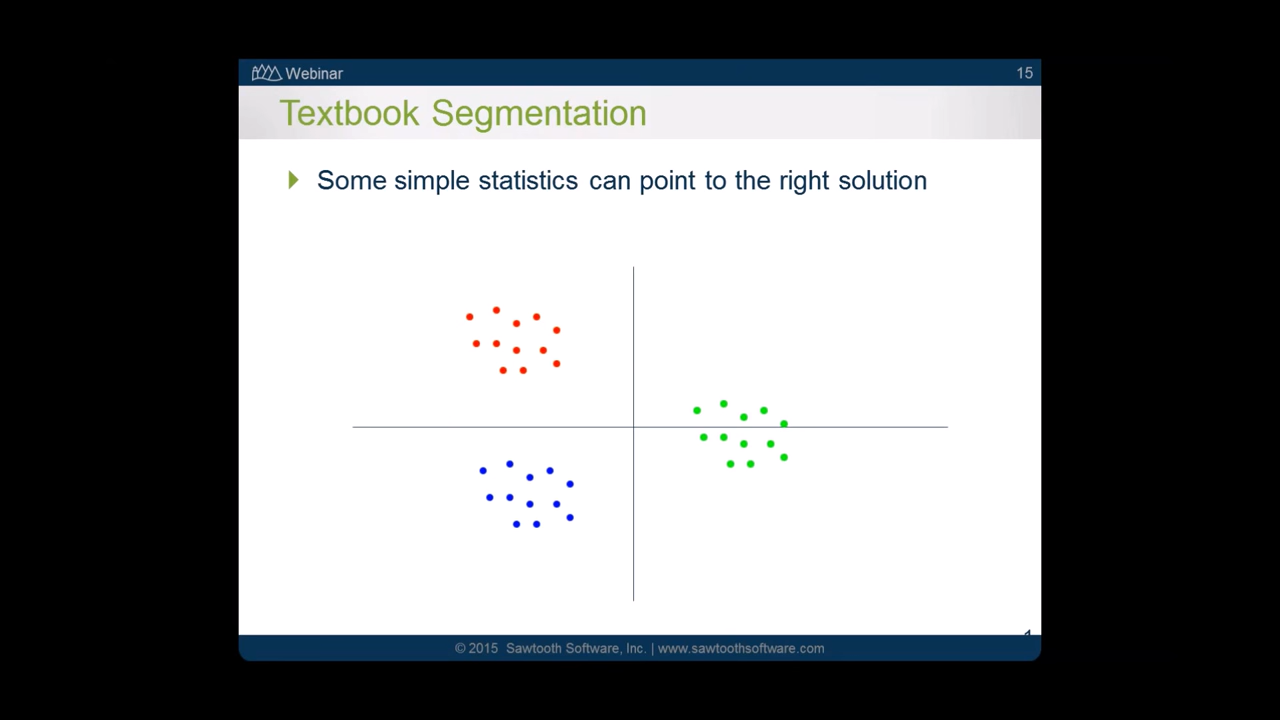 Webinar
15
Textbook Segmentation
Some simple statistics can point to the right solution
© 2015 Sawtooth Software, Inc. | www.sawtoothsoftware.com